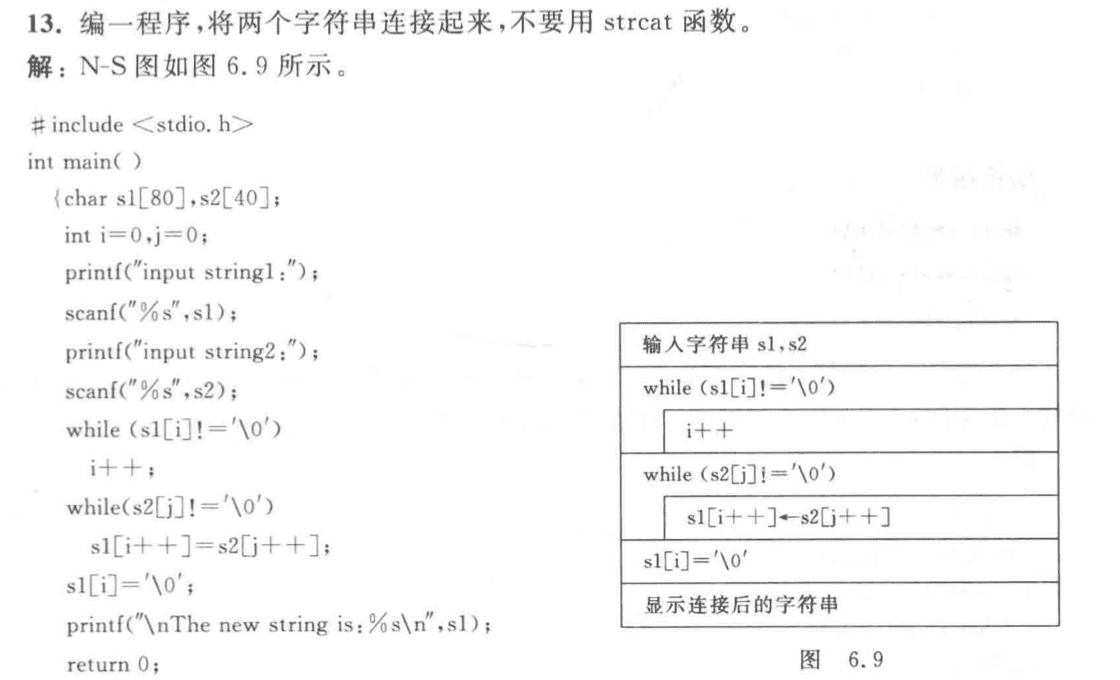 13. 编一程序,将两个字符串连接起来,不要用 strcat 函数。
解：N-S 图如图 6.9 所示。
#include <stdio.h>
int main( )
{char s1[80],s2[40];
int i=0,j=0;
printf("input string1:");
scanf("%s",s1);
printf("input string2:");
scanf("%s",s2);
while (s1[i]!='\0')
i++;
while(s2[j]!='\0')
s1[i++]=s2[j++];
s1[i]='\0';
printf("\nThe new string is:%s\n",s1);
return 0;
输入字符串 s1,s2
while (s1[i]!='\0')
i++
while (s2[j]!='\0')
s1[i++]←s2[j++]
s1[i]='\0'
显示连接后的字符串
图 6.9